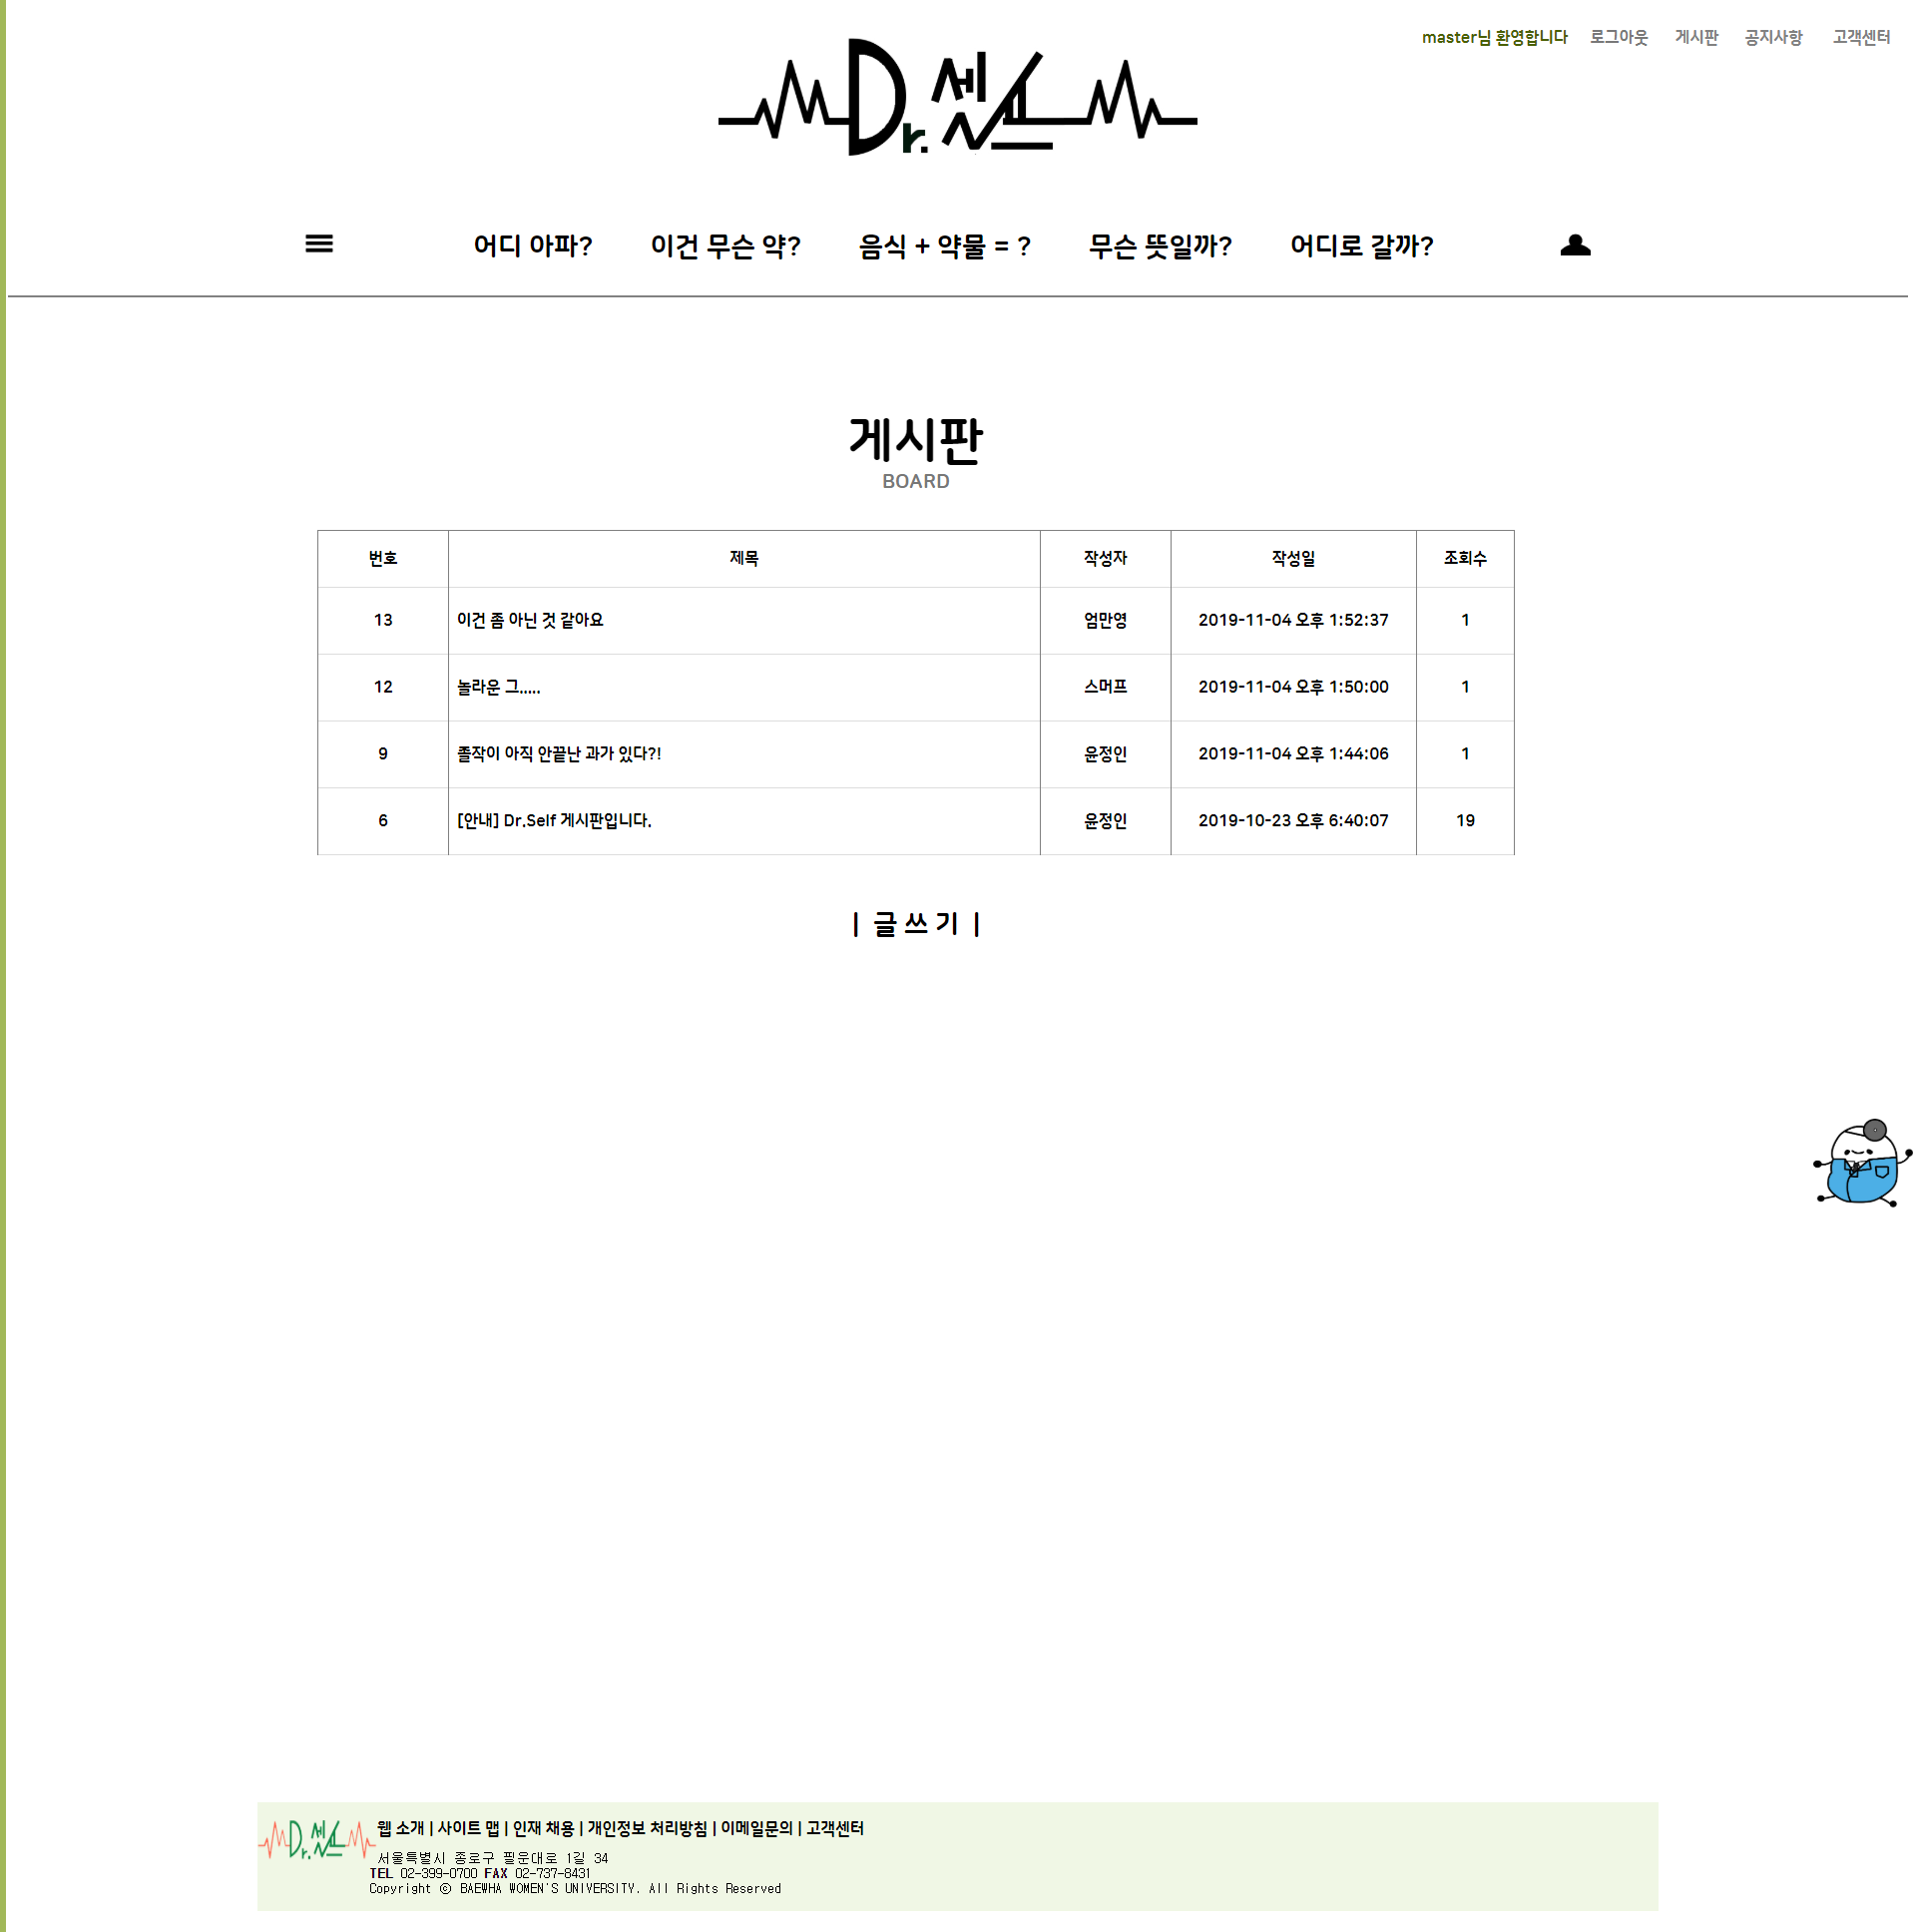 master님 환영합니다 로그아웃 게시판 공지사항 고객센터
Dr. 셀프
어디 아파? 이건 무슨 약? 음식 + 약물 = ? 무슨 뜻일까? 어디로 갈까?
게시판
BOARD
번호 제목 작성자 작성일 조회수
13 이건 좀 아닌 것 같아요 엄만영 2019-11-04 오후 1:52:37 1
12 놀라운 그..... 스머프 2019-11-04 오후 1:50:00 1
9 졸작이 아직 안끝난 과가 있다?! 윤정인 2019-11-04 오후 1:44:06 1
6 [안내] Dr.Self 게시판입니다. 윤정인 2019-10-23 오후 6:40:07 19
| 글 쓰 기 |
Dr. 셀프
웹 소개 | 사이트 맵 | 인재 채용 | 개인정보 처리방침 | 이메일문의 | 고객센터
서울특별시 종로구 필운대로 1길 34
TEL 02-399-0700 FAX 02-737-8431
Copyright ⓒ BAEWHA WOMEN'S UNIVERSITY. All Rights Reserved